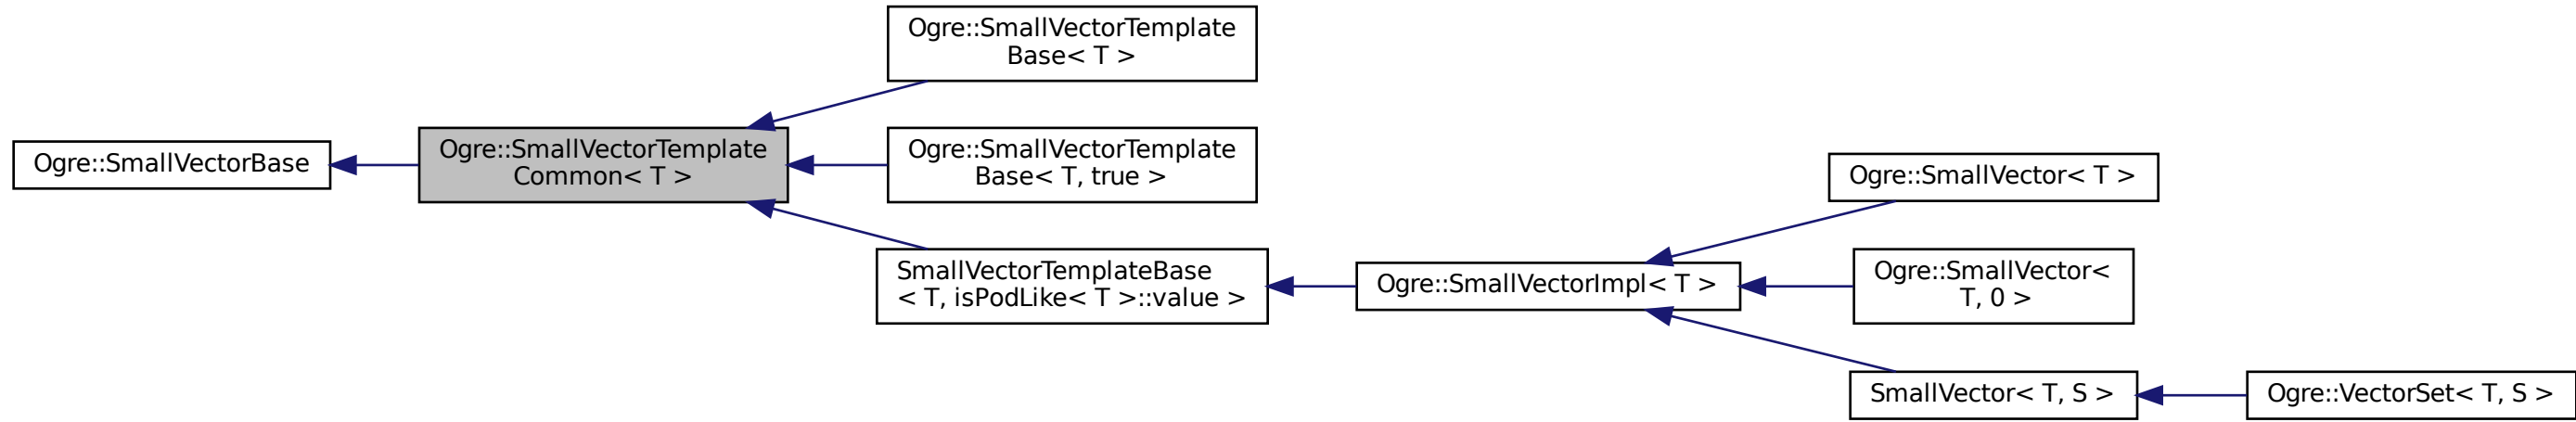 Ogre::SmallVectorBase
Ogre::SmallVectorTemplate
Common< T >
Ogre::SmallVectorTemplate
Base< T >
Ogre::SmallVectorTemplate
Base< T, true >
SmallVectorTemplateBase
< T, isPodLike< T >::value >
Ogre::SmallVectorImpl< T >
Ogre::SmallVector< T >
Ogre::SmallVector<
T, 0 >
SmallVector< T, S >
Ogre::VectorSet< T, S >